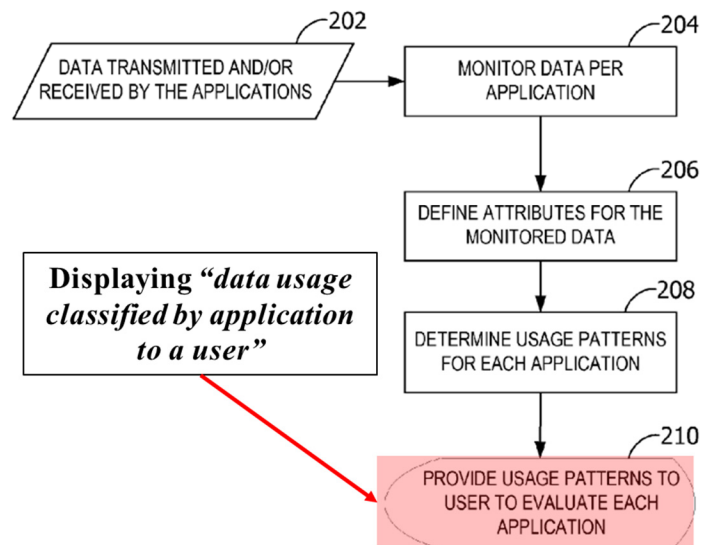 202
DATA TRANSMITTED AND/OR
RECEIVED BY THE APPLICATIONS
204
MONITOR DATA PER
APPLICATION
206
DEFINE ATTRIBUTES FOR THE
MONITORED DATA
Displaying “data usage
classified by application
to a user”
208
DETERMINE USAGE PATTERNS
FOR EACH APPLICATION
210
PROVIDE USAGE PATTERNS TO
USER TO EVALUATE EACH
APPLICATION